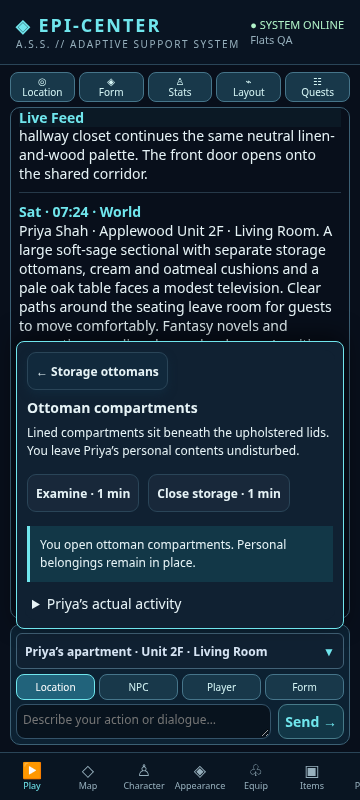 ◈ EPI-CENTER
A.S.S. // ADAPTIVE SUPPORT SYSTEM
● SYSTEM ONLINE
Flats QA
Location
Form
Stats
Layout
Quests
Live Feed
hallway closet continues the same neutral linen-
and-wood palette. The front door opens onto
the shared corridor.
Sat · 07:24 · World
Priya Shah · Applewood Unit 2F · Living Room. A
large soft-sage sectional with separate storage
ottomans, cream and oatmeal cushions and a
pale oak table faces a modest television. Clear
paths around the seating leave room for guests
to move comfortably. Fantasy novels and
← Storage ottomans
Ottoman compartments
Lined compartments sit beneath the upholstered lids.
You leave Priya’s personal contents undisturbed.
Examine · 1 min
Close storage · 1 min
You open ottoman compartments. Personal
belongings remain in place.
▶ Priya’s actual activity
Priya’s apartment · Unit 2F · Living Room ▼
Location
NPC
Player
Form
Describe your action or dialogue...
Send →
Play
Map
Character
Appearance
Equip
Items